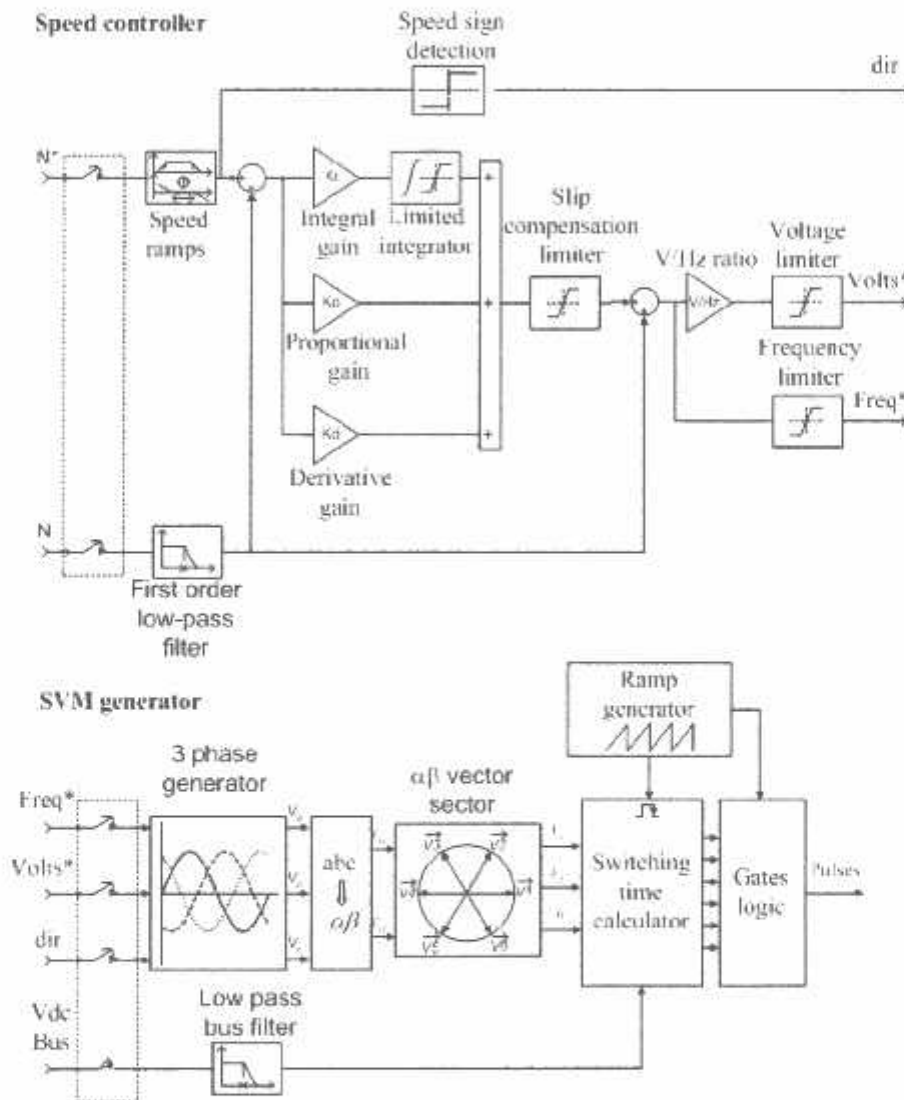 Speed controller
Speed sign
detection
dir
N*
Speed
ramps
Integral
gain
Limited
integrator
Kp
Proportional
gain
Kd
Derivative
gain
+
+
+
Slip
compensation
limiter
V/Hz ratio
V/Hz
Voltage
limiter
Volts*
Frequency
limiter
Freq*
N
First order
low-pass
filter
SVM generator
Ramp
generator
3 phase
generator
αβ vector
sector
Freq*
Volts*
dir
Vdc
Bus
abc
αβ
Switching
time
calculator
Gates
logic
Pulses
Low pass
bus filter